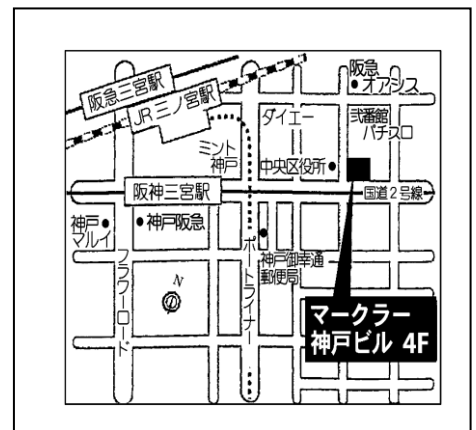 阪急三宮駅
JR三ノ宮駅
阪急
オアシス
ダイエー
弐番館
パチスロ
ミント
神戸
中央区役所
阪神三宮駅
国道2号線
神戸
マルイ
神戸阪急
フラワーロード
ポートライナー
神戸御幸通
郵便局
N
マークラー
神戸ビル 4F